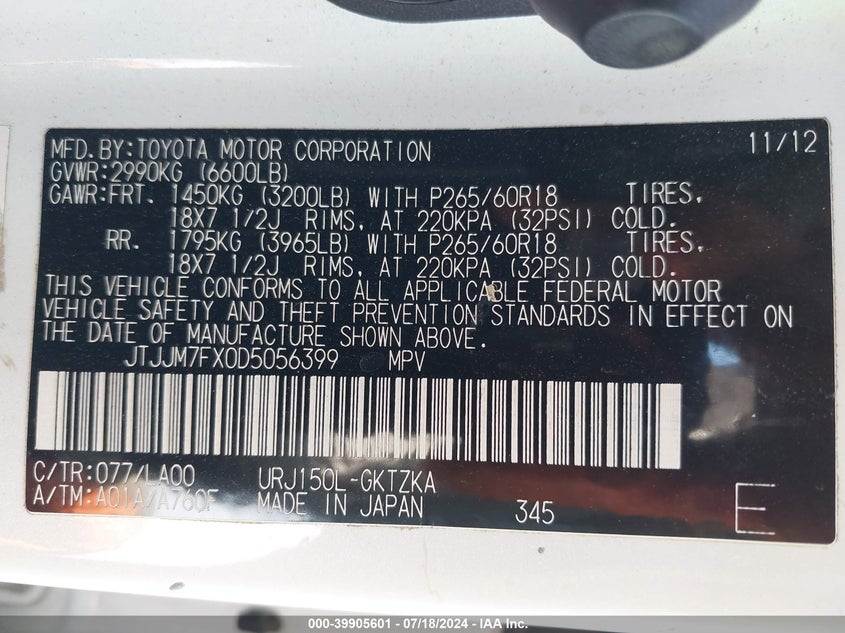 MFD.BY:TOYOTA MOTOR CORPORATION 11/12
GVWR:2990KG (6600LB)
GAWR:FRT. 1450KG (3200LB) WITH P265/60R18 TIRES,
18X7 1/2J RIMS, AT 220KPA (32PSI) COLD.
RR. 1795KG (3965LB) WITH P265/60R18 TIRES,
18X7 1/2J RIMS, AT 220KPA (32PSI) COLD.
THIS VEHICLE CONFORMS TO ALL APPLICABLE FEDERAL MOTOR
VEHICLE SAFETY AND THEFT PREVENTION STANDARDS IN EFFECT ON
THE DATE OF MANUFACTURE SHOWN ABOVE.
JTJJM7FX0D5056399 MPV
C/TR:077/LA00 URJ150L-GKTZKA
A/TM:A01A/A760F MADE IN JAPAN 345 E
000-39905601 - 07/18/2024 - IAA Inc.